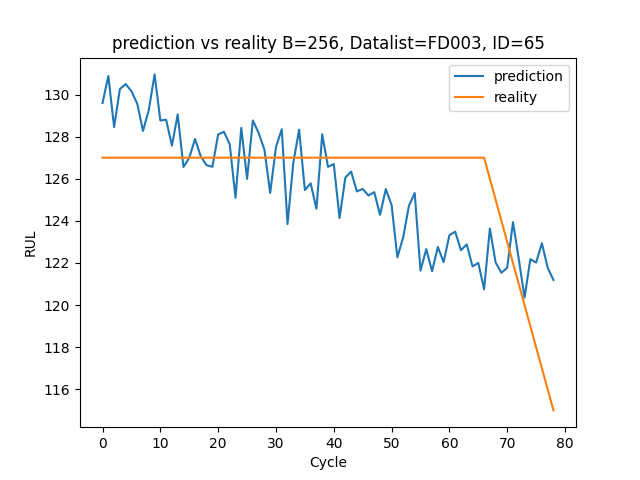 prediction vs reality B=256, Datalist=FD003, ID=65
prediction
reality
RUL
130
128
126
124
122
120
118
116
0 10 20 30 40 50 60 70 80
Cycle